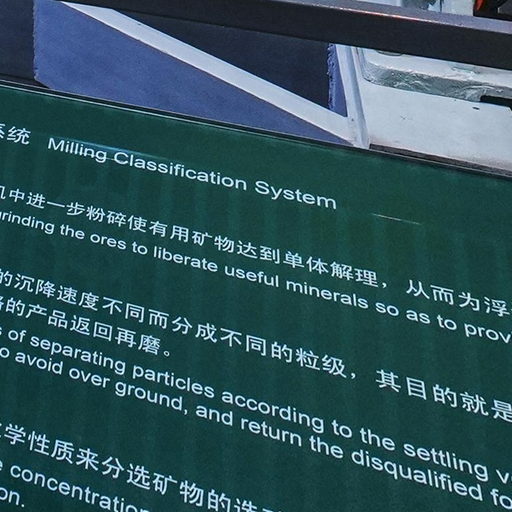 系统 Milling Classification System
机中进一步粉碎使有用矿物达到单体解理，从而为浮
grinding the ores to liberate useful minerals so as to prov
的沉降速度不同而分成不同的粒级，其目的就是
的产品返回再磨。
s of separating particles according to the settling v
o avoid over ground, and return the disqualified fo
学性质来分选矿物的选
e concentration
on.